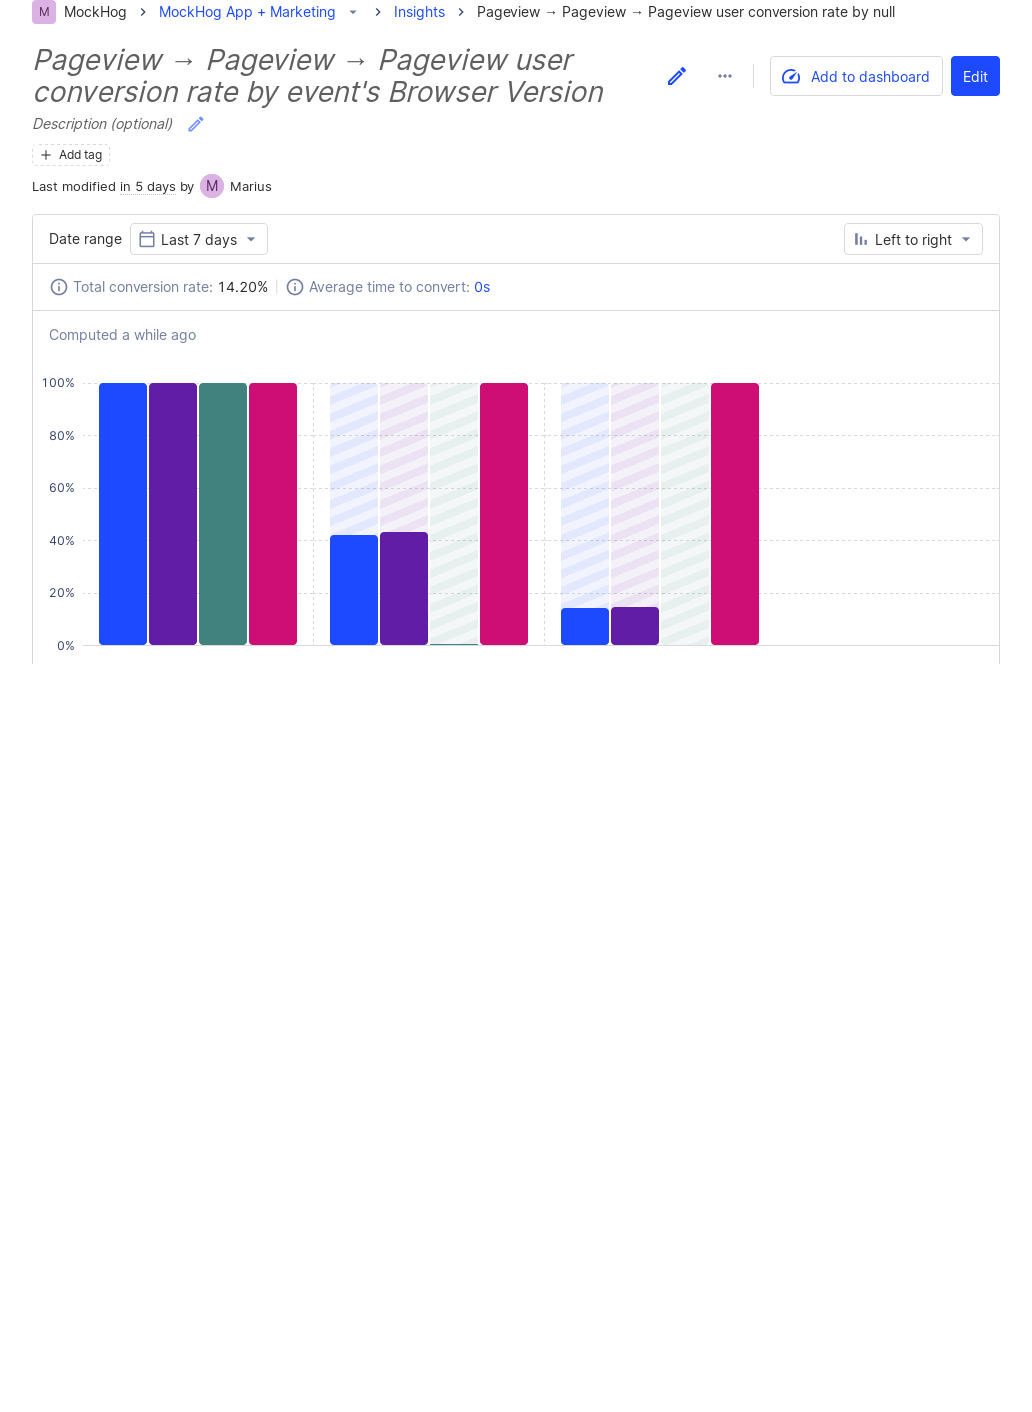 M MockHog MockHog App + Marketing Insights Pageview → Pageview → Pageview user conversion rate by null
Pageview → Pageview → Pageview user
conversion rate by event's Browser Version
Add to dashboard
Edit
Description (optional)
Add tag
Last modified in 5 days by M Marius
Date range Last 7 days Left to right
Total conversion rate: 14.20% Average time to convert: 0s
Computed a while ago
100%
80%
60%
40%
20%
0%